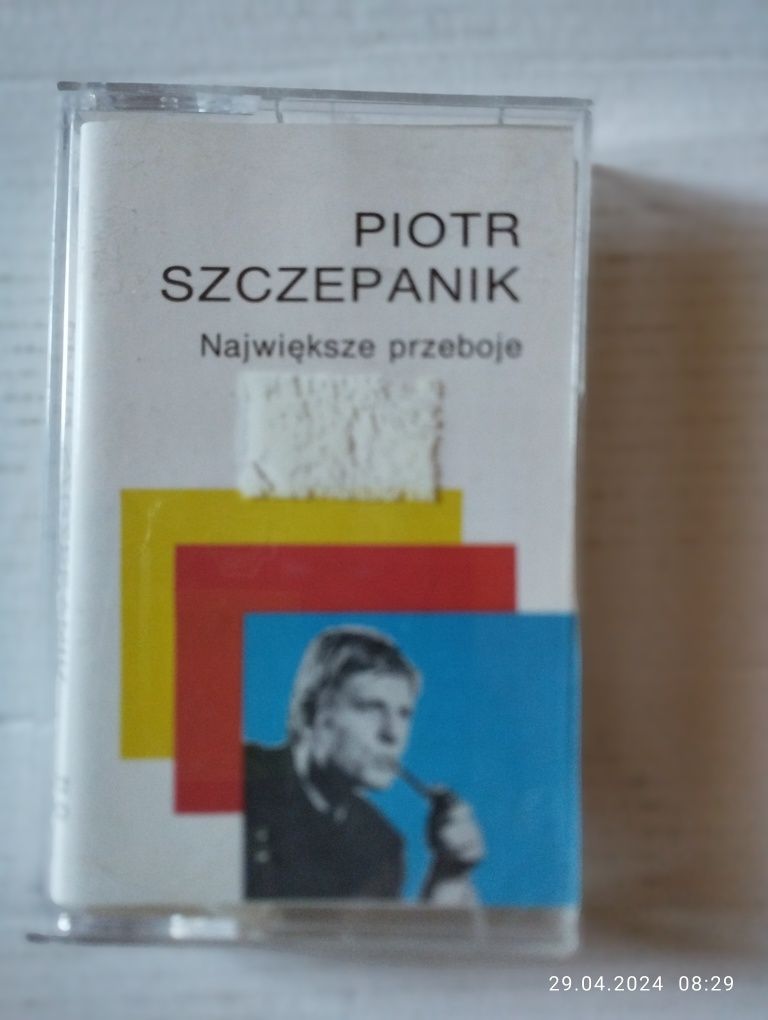 PIOTR
SZCZEPANIK
Największe przeboje
29.04.2024 08:29